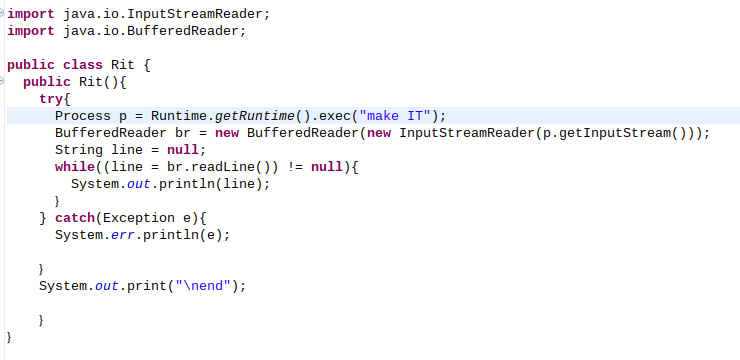 import java.io.InputStreamReader;
import java.io.BufferedReader;
public class Rit {
public Rit(){
try{
Process p = Runtime.getRuntime().exec("make IT");
BufferedReader br = new BufferedReader(new InputStreamReader(p.getInputStream()));
String line = null;
while((line = br.readLine()) != null){
System.out.println(line);
}
} catch(Exception e){
System.err.println(e);
}
System.out.print("\nend");
}
}